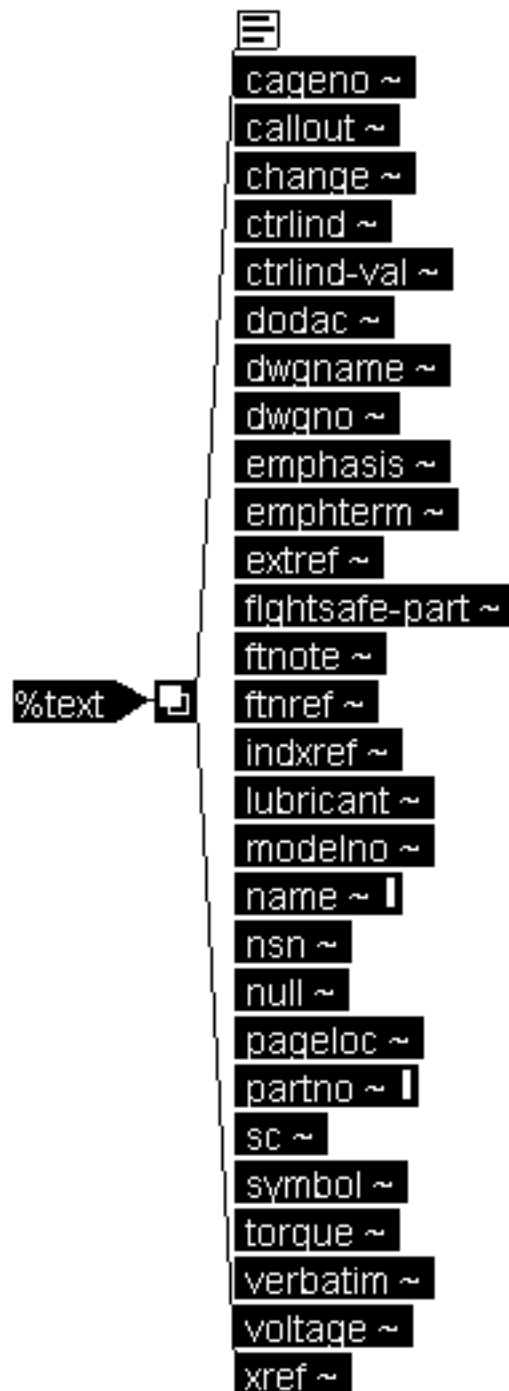 cageno ~
callout ~
change ~
ctrlind ~
ctrlind-val ~
dodac ~
dwgname ~
dwgno ~
emphasis ~
emphterm ~
extref ~
flghtsafe-part ~
ftnote ~
%text
ftnref ~
indxref ~
lubricant ~
modelno ~
name ~
nsn ~
null ~
pageloc ~
partno ~
sc ~
symbol ~
torque ~
verbatim ~
voltage ~
xref ~